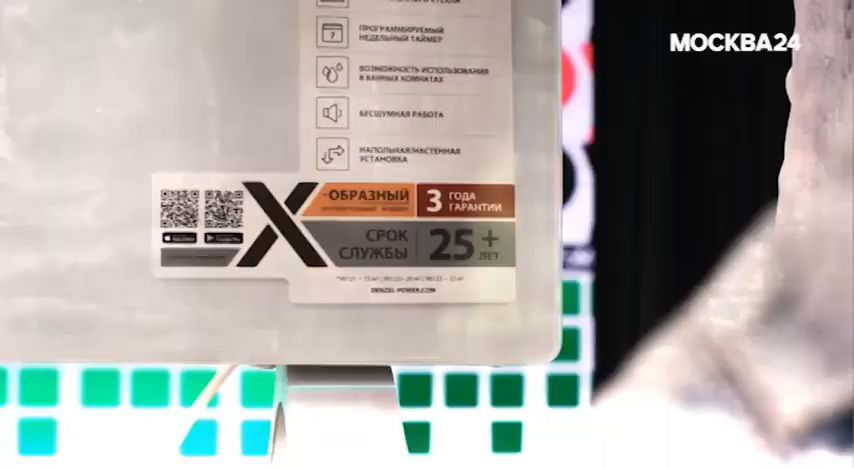 МОСКВА24
ПРОГРАММИРУЕМЫЙ
НЕДЕЛЬНЫЙ ТАЙМЕР
7
ВОЗМОЖНОСТЬ ИСПОЛЬЗОВАНИЯ
В ВАННЫХ КОМНАТАХ
БЕСШУМНАЯ РАБОТА
НАПОЛЬНАЯ/НАСТЕННАЯ
УСТАНОВКА
X-ОБРАЗНЫЙ
3 ГОДА
ГАРАНТИИ
СРОК
СЛУЖБЫ
25+
ЛЕТ
DENZEL-POWER.COM